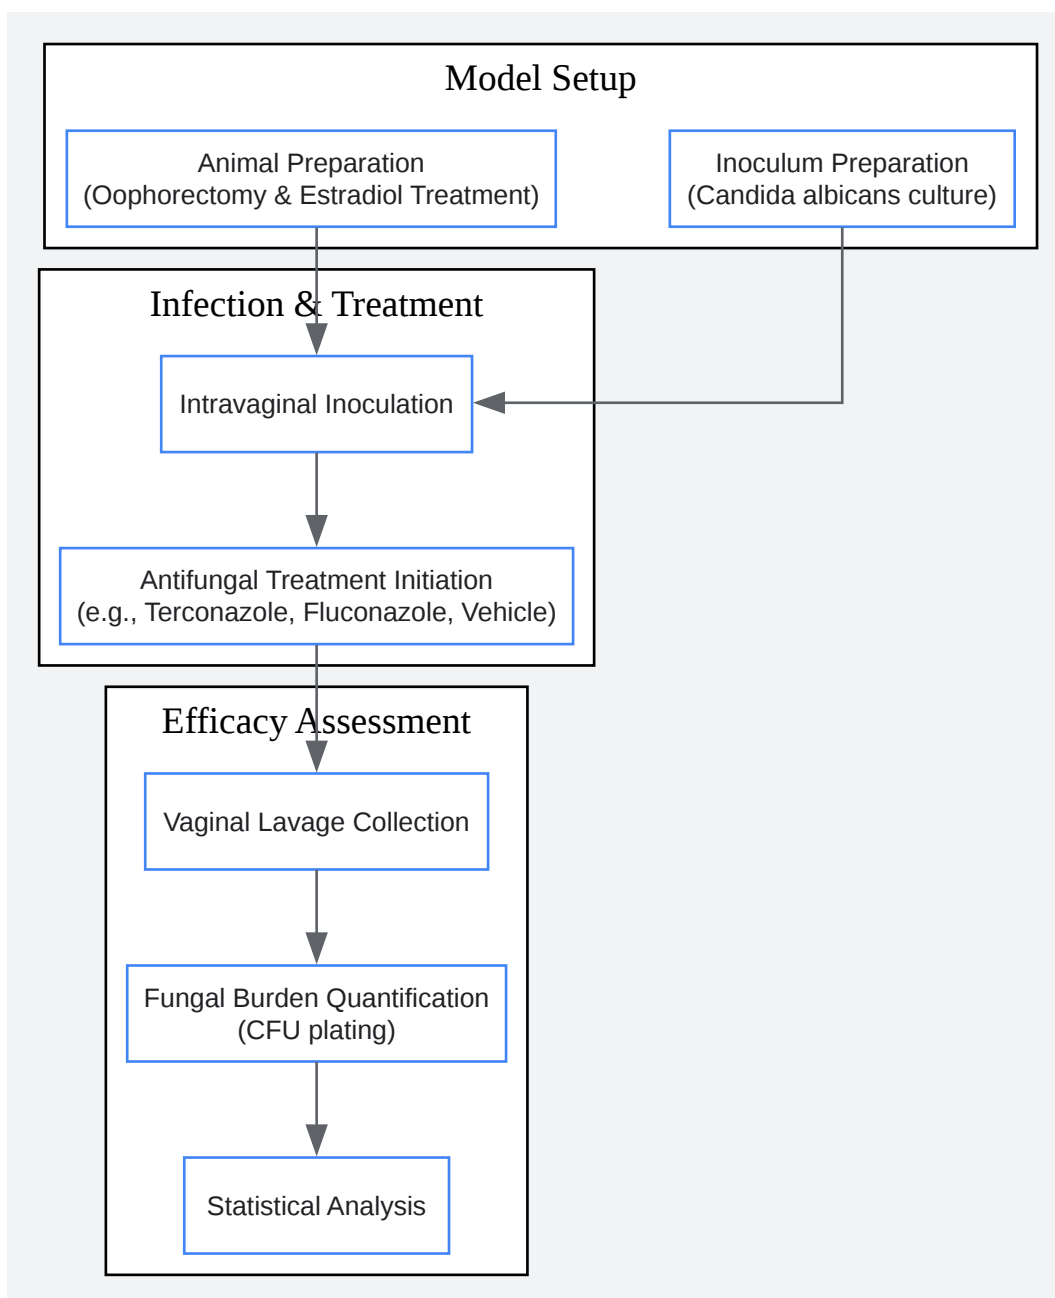 Model Setup
Animal Preparation
(Oophorectomy & Estradiol Treatment)
Inoculum Preparation
(Candida albicans culture)
Infection & Treatment
Intravaginal Inoculation
Antifungal Treatment Initiation
(e.g., Terconazole, Fluconazole, Vehicle)
Efficacy Assessment
Vaginal Lavage Collection
Fungal Burden Quantification
(CFU plating)
Statistical Analysis